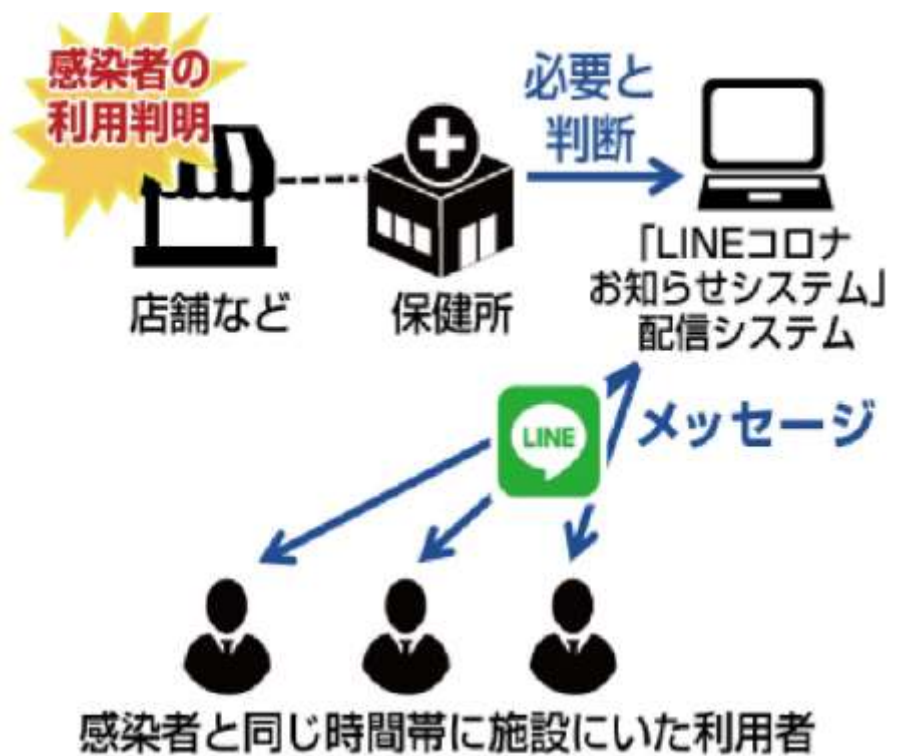 感染者の
利用判明
必要と
判断
店舗など
保健所
「LINEコロナ
お知らせシステム」
配信システム
LINE
メッセージ
感染者と同じ時間帯に施設にいた利用者